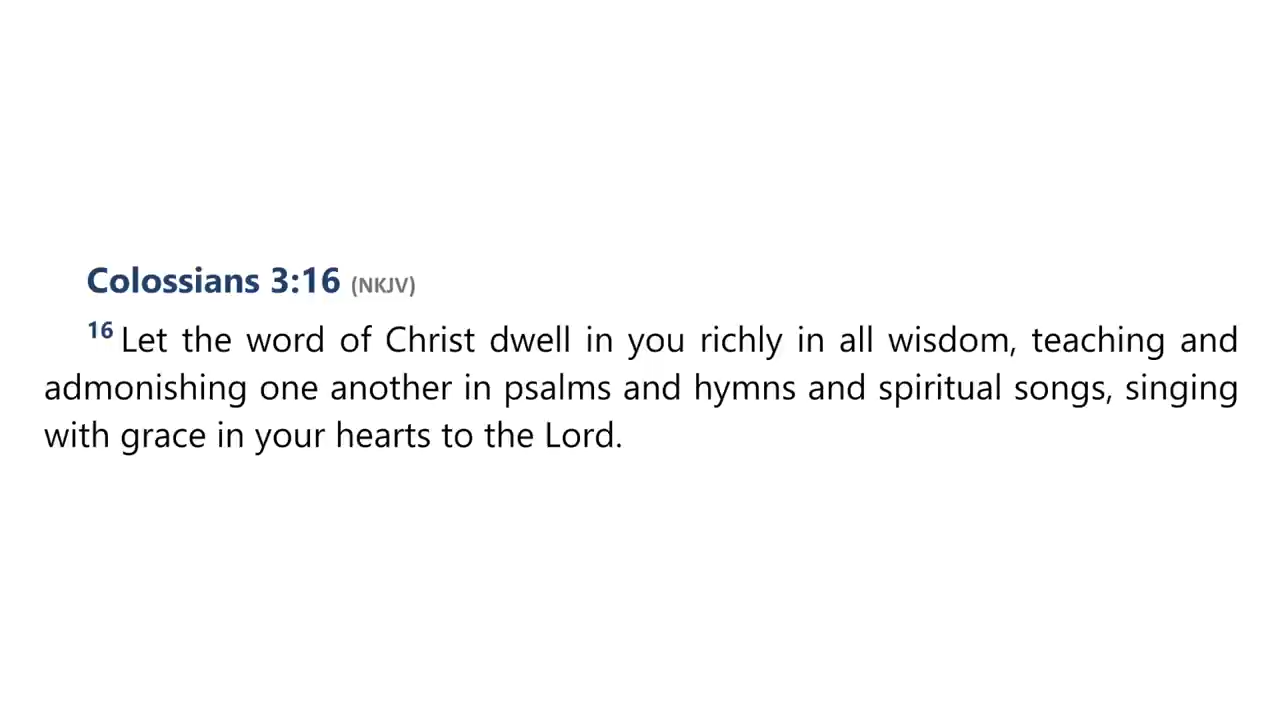 Colossians 3:16 (NKJV)
16 Let the word of Christ dwell in you richly in all wisdom, teaching and
admonishing one another in psalms and hymns and spiritual songs, singing
with grace in your hearts to the Lord.